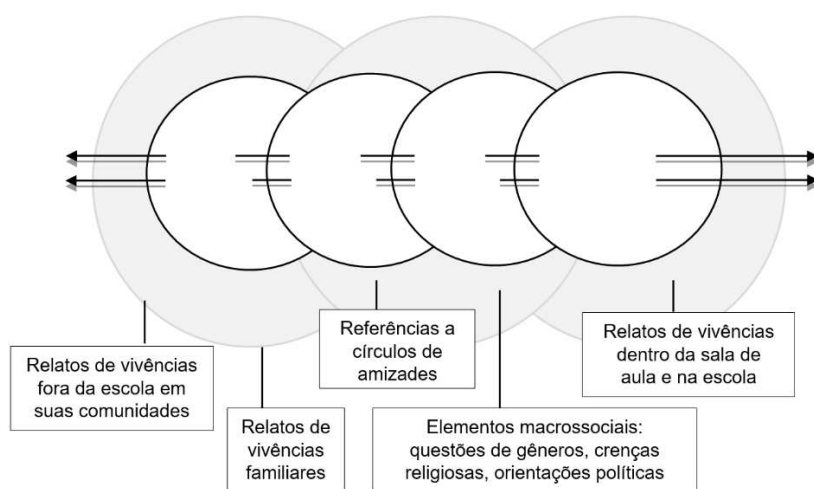 Relatos de vivências
fora da escola em
suas comunidades
Relatos de
vivências
familiares
Referências a
círculos de
amizades
Elementos macrossociais:
questões de gêneros, crenças
religiosas, orientações políticas
Relatos de vivências
dentro da sala de
aula e na escola